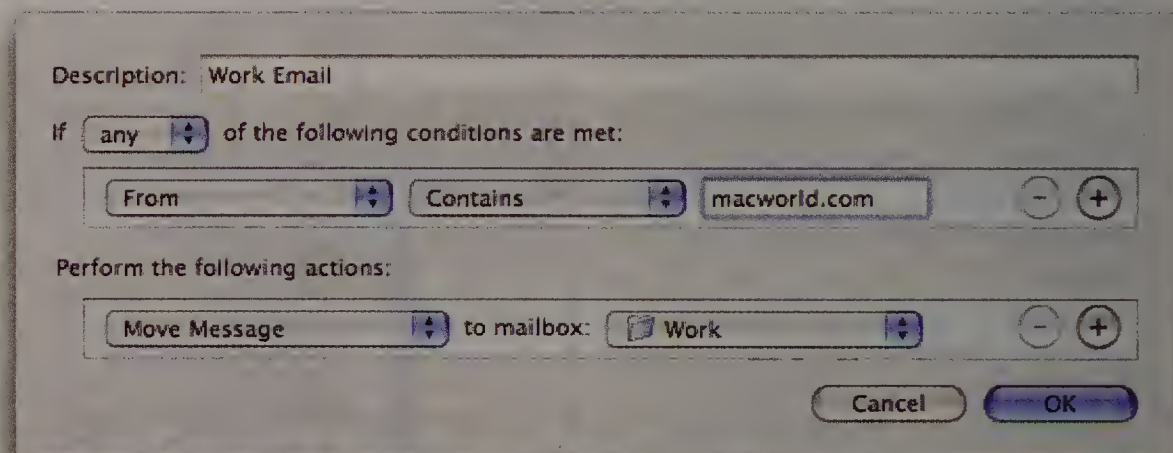 Description: Work Email
If any of the following conditions are met:
From Contains macworld.com - +
Perform the following actions:
Move Message to mailbox: Work - +
Cancel OK